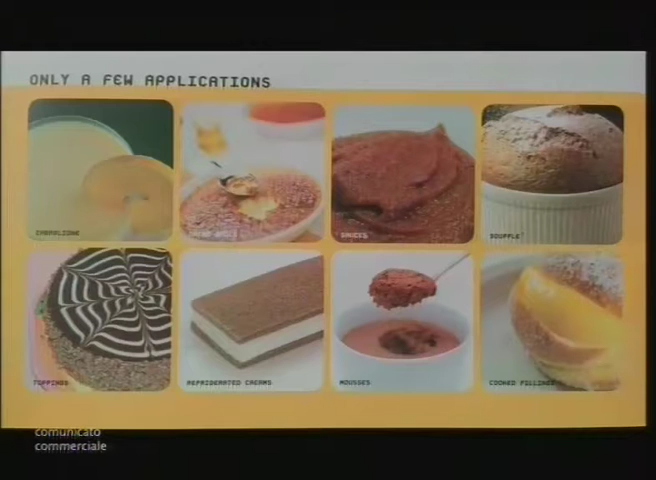 ONLY A FEW APPLICATIONS
ZABAGLIONE
SAUCES
SOUFFLE'
TOPPINGS
REFRIGERATED CREAMS
MOUSSES
COOKED FILLINGS
comunicato
commerciale